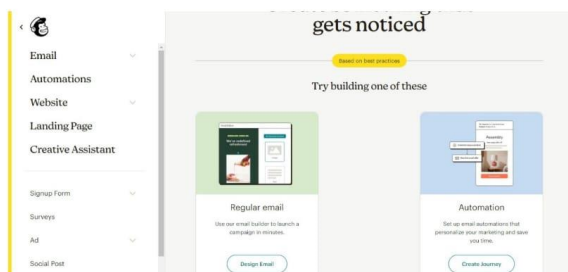 gets noticed
Email
Automations
Website
Landing Page
Creative Assistant
Signup Form
Surveys
Ad
Social Post
Based on best practices
Try building one of these
Regular email
Use our email builder to launch a
campaign in minutes.
Design Email
Automation
Set up email automations that
personalize your marketing and save
you time.
Create Journey